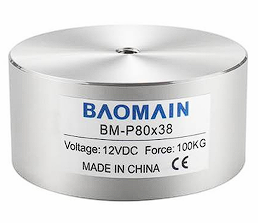 BAOMAIN
BM-P80x38
Voltage: 12VDC Force: 100KG
MADE IN CHINA CE